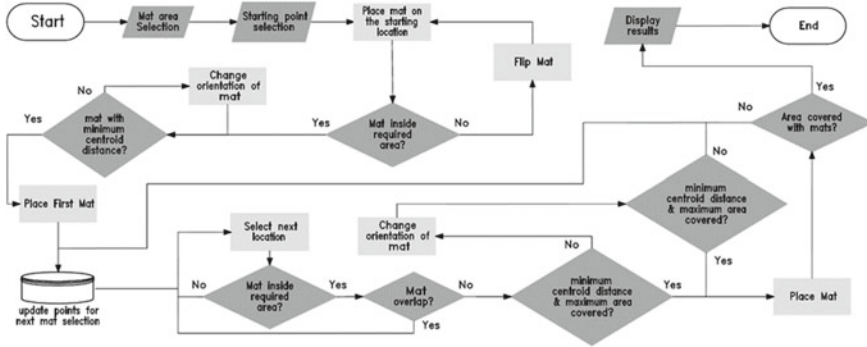 Start
Mat area
Selection
Starting point
selection
Place mat on
the starting
location
Display
results
End
Flip Mat
Change
orientation of
mat
No
Yes
mat with
minimum
centroid
distance?
Yes
Mat inside
required
area?
No
Yes
No
Area covered
with mats?
Place First Mat
No
minimum
centroid distance
& maximum area
covered?
Select next
location
Change
orientation of
mat
No
Yes
No
Mat inside
required
area?
Yes
Mat
overlap?
No
minimum
centroid distance
& maximum area
covered?
Yes
Place Mat
Yes
update points for
next mat selection